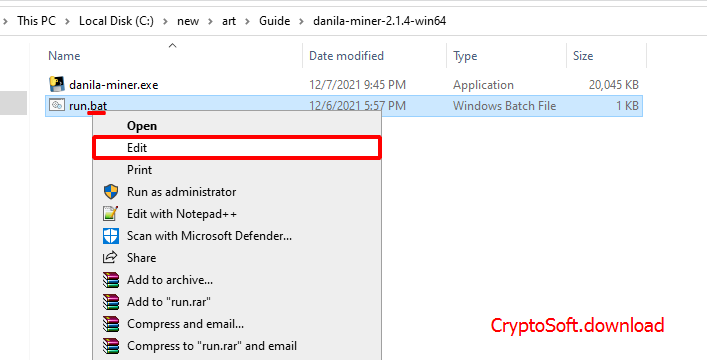 This PC > Local Disk (C:) > new > art > Guide > danila-miner-2.1.4-win64
Name Date modified Type Size
danila-miner.exe 12/7/2021 9:45 PM Application 20,045 KB
run.bat 12/6/2021 5:57 PM Windows Batch File 1 KB
Open
Edit
Print
Run as administrator
Edit with Notepad++
Scan with Microsoft Defender...
Share
Add to archive...
Add to "run.rar"
Compress and email...
Compress to "run.rar" and email
CryptoSoft.download